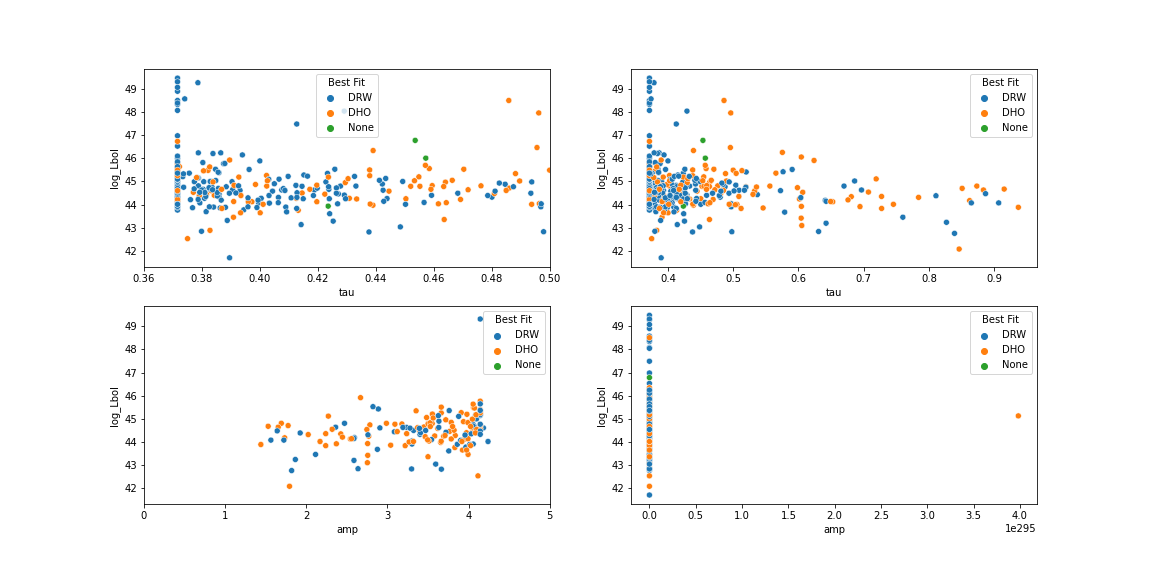 49
48
47
46
45
44
43
42
log_Lbol
0.36
0.38
0.40
0.42
0.44
0.46
0.48
0.50
tau
Best Fit
DRW
DHO
None
49
48
47
46
45
44
43
42
log_Lbol
0.4
0.5
0.6
0.7
0.8
0.9
tau
Best Fit
DRW
DHO
None
49
48
47
46
45
44
43
42
log_Lbol
0
1
2
3
4
5
amp
Best Fit
DRW
DHO
None
49
48
47
46
45
44
43
42
log_Lbol
0.0
0.5
1.0
1.5
2.0
2.5
3.0
3.5
4.0
1e295
amp
Best Fit
DRW
DHO
None